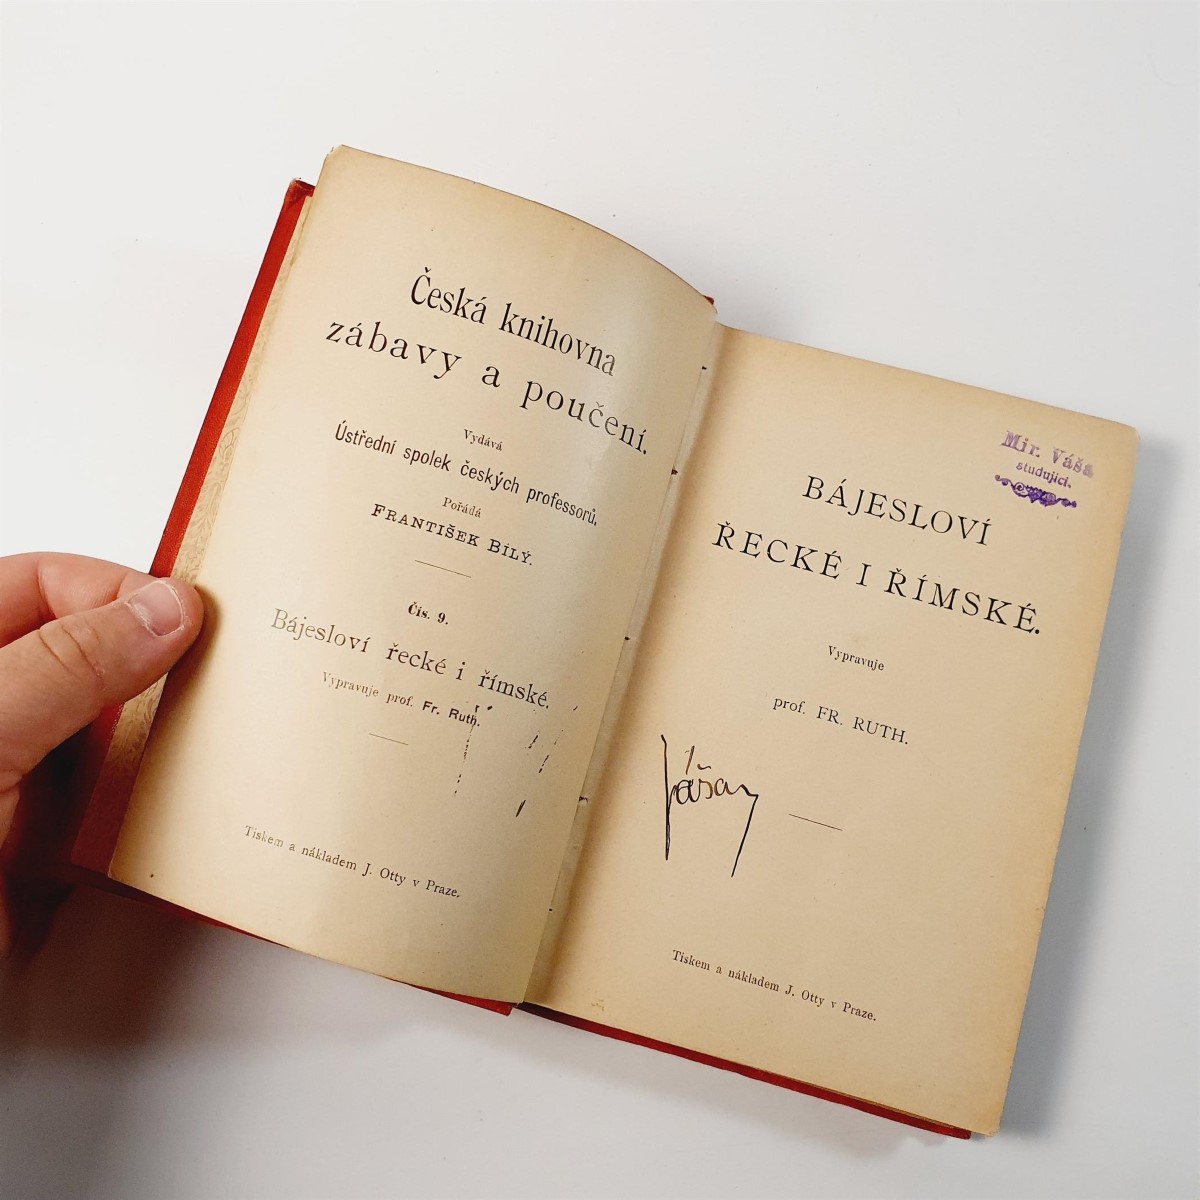 Česká knihovna
zábavy a poučení.
Vydává
Ústřední spolek českých professorů.
Pořádá
FRANTIŠEK BÍLÝ.
Čís. 9.
Bájesloví řecké i římské.
Vypravuje prof. Fr. Ruth.
Tiskem a nákladem J. Otty v Praze.
Mir. Váša
studující.
BÁJESLOVÍ
ŘECKÉ I ŘÍMSKÉ.
Vypravuje
prof. FR. RUTH.
Váša
Tiskem a nákladem J. Otty v Praze.